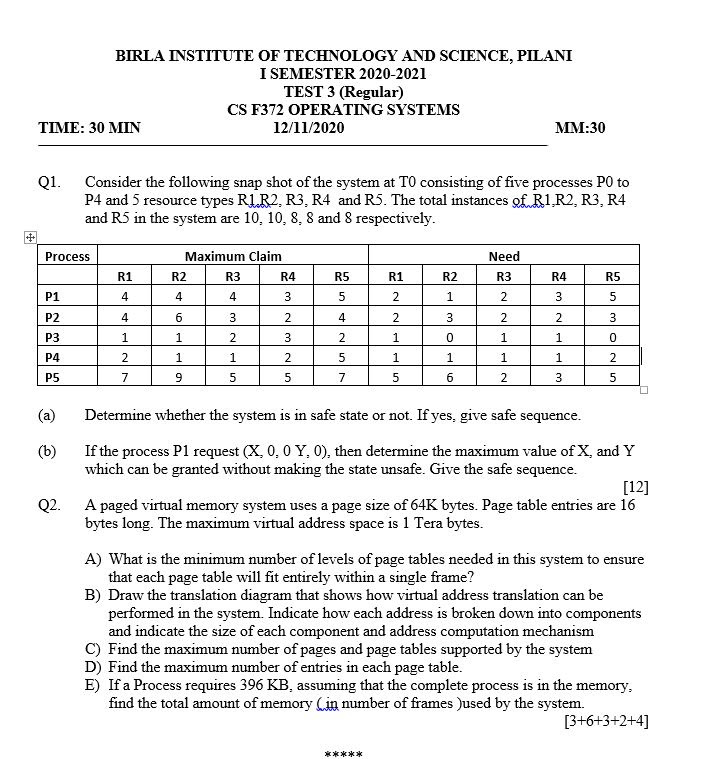 BIRLA INSTITUTE OF TECHNOLOGY AND SCIENCE, PILANI
I SEMESTER 2020-2021
TEST 3 (Regular)
CS F372 OPERATING SYSTEMS
TIME: 30 MIN 12/11/2020 MM:30
Q1. Consider the following snap shot of the system at T0 consisting of five processes P0 to
P4 and 5 resource types R1,R2, R3, R4 and R5. The total instances of R1,R2, R3, R4
and R5 in the system are 10, 10, 8, 8 and 8 respectively.
Process Maximum Claim Need
R1 R2 R3 R4 R5 R1 R2 R3 R4 R5
P1 4 4 4 3 5 2 1 2 3 5
P2 4 6 3 2 4 2 3 2 2 3
P3 1 1 2 3 2 1 0 1 1 0
P4 2 1 1 2 5 1 1 1 1 2
P5 7 9 5 5 7 5 6 2 3 5
(a) Determine whether the system is in safe state or not. If yes, give safe sequence.
(b) If the process P1 request (X, 0, 0 Y, 0), then determine the maximum value of X, and Y
which can be granted without making the state unsafe. Give the safe sequence.
[12]
Q2. A paged virtual memory system uses a page size of 64K bytes. Page table entries are 16
bytes long. The maximum virtual address space is 1 Tera bytes.
A) What is the minimum number of levels of page tables needed in this system to ensure
that each page table will fit entirely within a single frame?
B) Draw the translation diagram that shows how virtual address translation can be
performed in the system. Indicate how each address is broken down into components
and indicate the size of each component and address computation mechanism
C) Find the maximum number of pages and page tables supported by the system
D) Find the maximum number of entries in each page table.
E) If a Process requires 396 KB, assuming that the complete process is in the memory,
find the total amount of memory ( in number of frames )used by the system.
[3+6+3+2+4]
*****